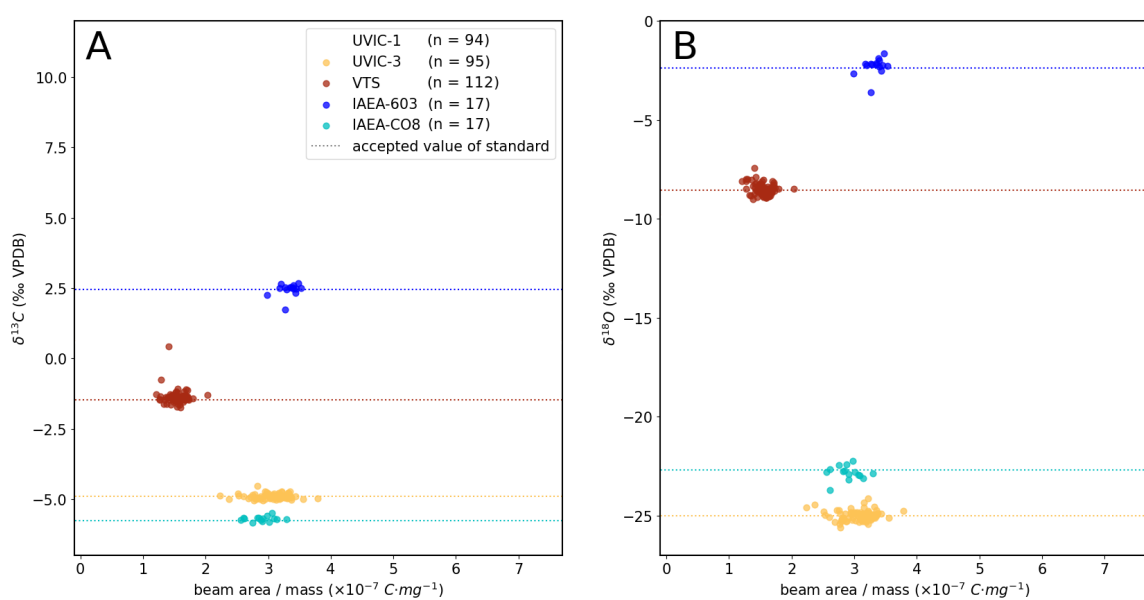 A
UVIC-1 (n = 94)
UVIC-3 (n = 95)
VTS (n = 112)
IAEA-603 (n = 17)
IAEA-CO8 (n = 17)
accepted value of standard
10.0
7.5
5.0
2.5
0.0
−2.5
−5.0
δ¹³C (‰ VPDB)
0 1 2 3 4 5 6 7
beam area / mass (×10⁻⁷ C·mg⁻¹)
B
0
−5
−10
−15
−20
−25
δ¹⁸O (‰ VPDB)
0 1 2 3 4 5 6 7
beam area / mass (×10⁻⁷ C·mg⁻¹)